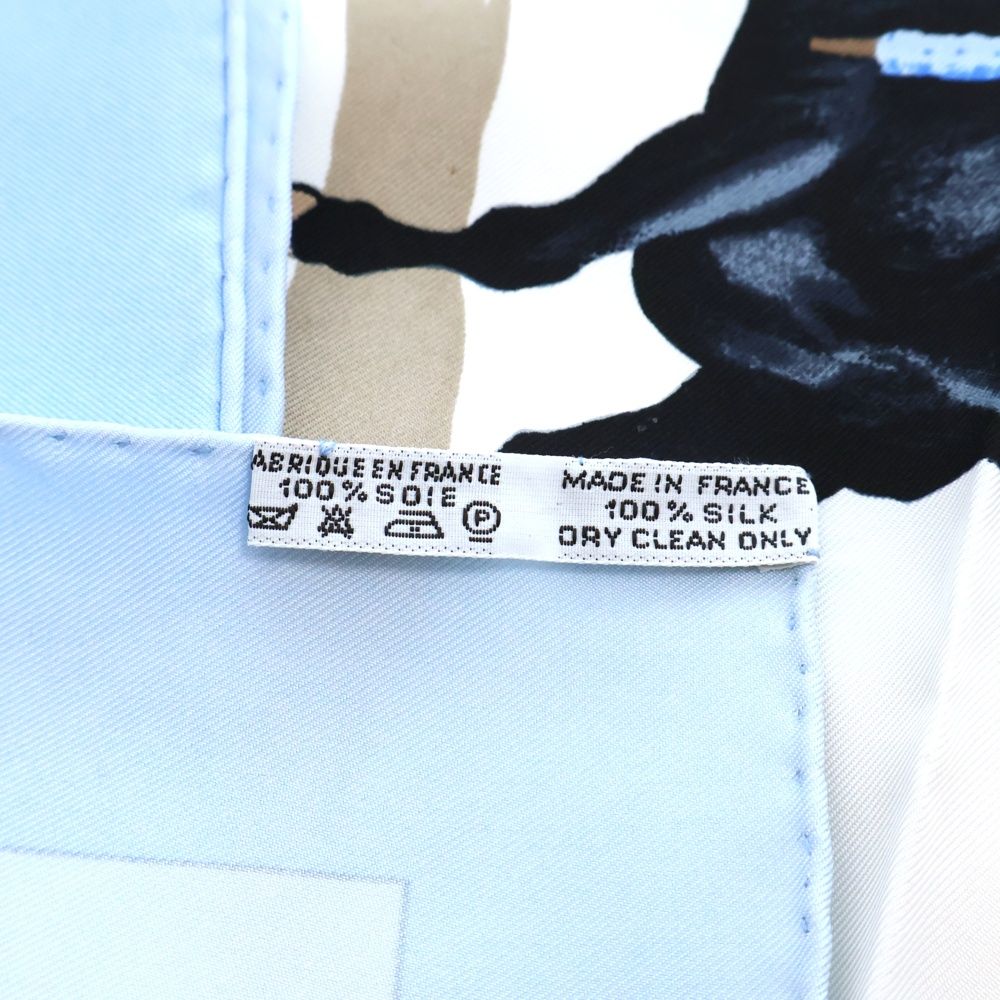 ABRIQUE EN FRANCE
100% SOIE
P
MADE IN FRANCE
100% SILK
DRY CLEAN ONLY